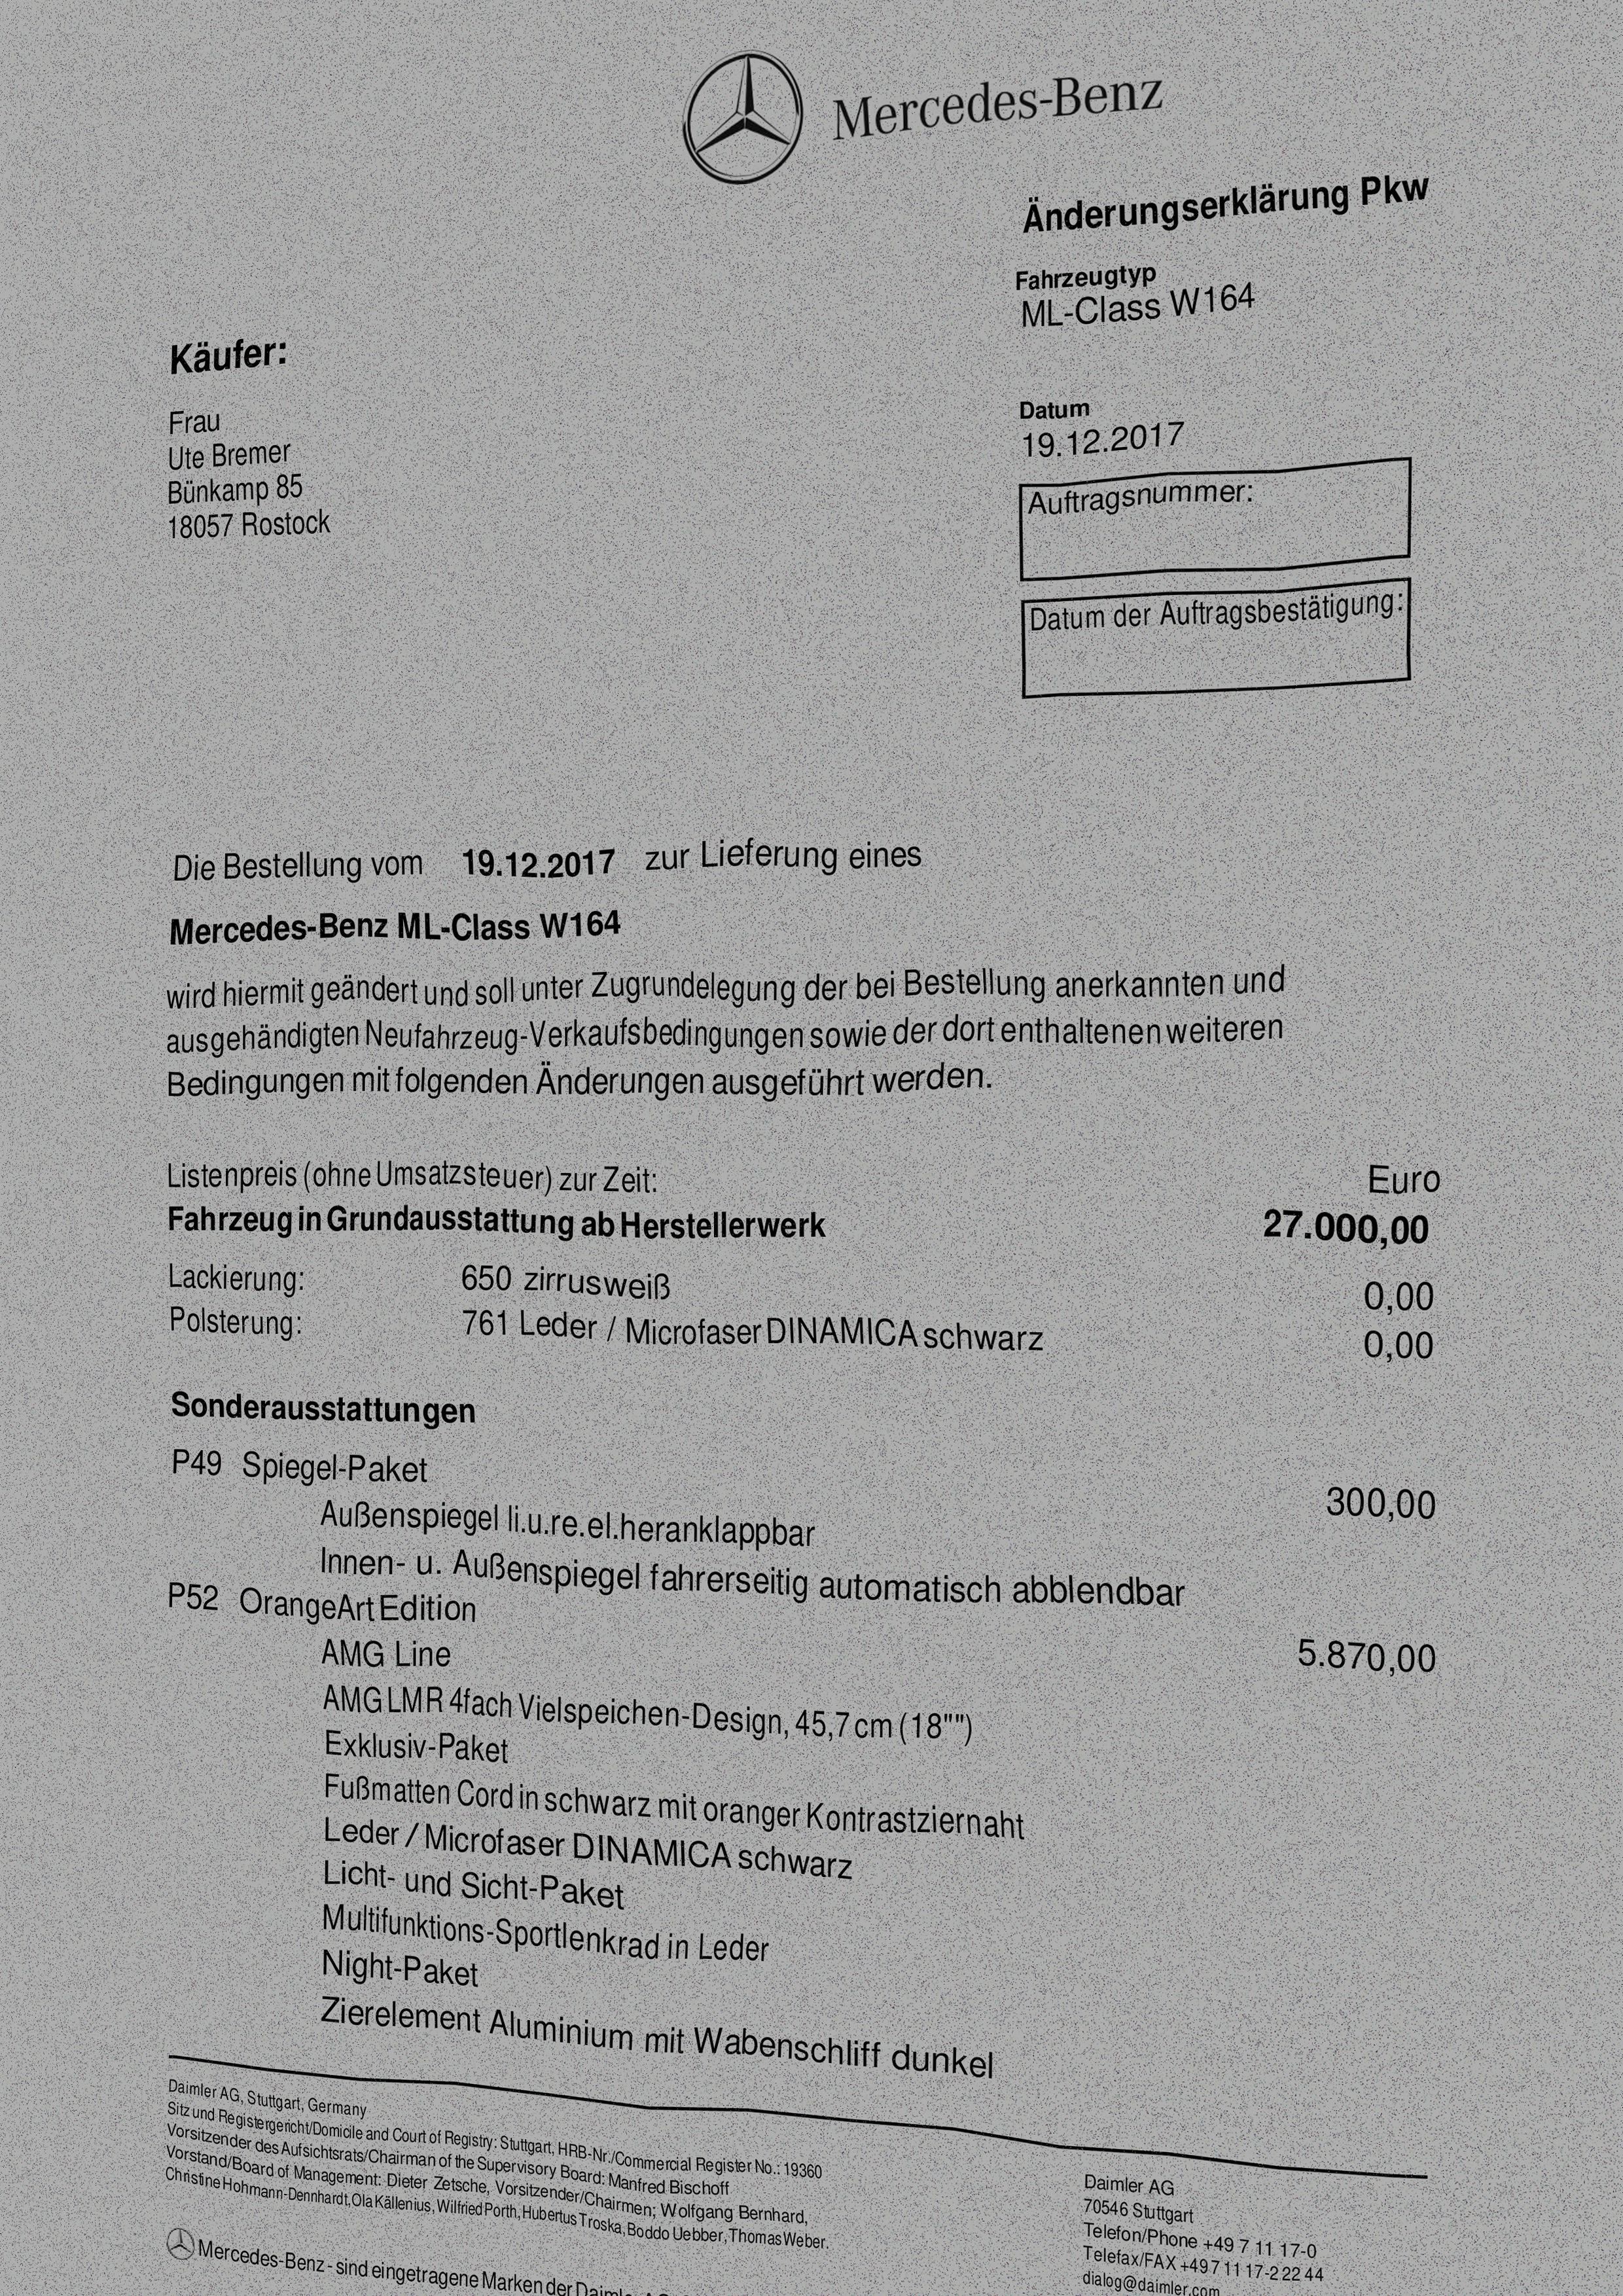 Mercedes-Benz
Änderungserklärung Pkw
Fahrzeugtyp
ML-Class W164
Käufer:
Frau
Ute Bremer
Bünkamp 85
18057 Rostock
Datum
19.12.2017
Auftragsnummer:
Datum der Auftragsbestätigung:
Die Bestellung vom 19.12.2017 zur Lieferung eines
Mercedes-Benz ML-Class W164
wird hiermit geändert und soll unter Zugrundelegung der bei Bestellung anerkannten und
ausgehändigten Neufahrzeug-Verkaufsbedingungen sowie der dort enthaltenen weiteren
Bedingungen mit folgenden Änderungen ausgeführt werden.
Listenpreis (ohne Umsatzsteuer) zur Zeit: Euro
Fahrzeug in Grundausstattung ab Herstellerwerk 27.000,00
Lackierung: 650 zirrusweiß 0,00
Polsterung: 761 Leder / Microfaser DINAMICA schwarz 0,00
Sonderausstattungen
P49 Spiegel-Paket 300,00
Außenspiegel li.u.re.el.heranklappbar
Innen- u. Außenspiegel fahrerseitig automatisch abblendbar
P52 OrangeArt Edition 5.870,00
AMG Line
AMG LMR 4fach Vielspeichen-Design, 45,7 cm (18"")
Exklusiv-Paket
Fußmatten Cord in schwarz mit oranger Kontrastziernaht
Leder / Microfaser DINAMICA schwarz
Licht- und Sicht-Paket
Multifunktions-Sportlenkrad in Leder
Night-Paket
Zierelement Aluminium mit Wabenschliff dunkel
Daimler AG, Stuttgart, Germany
Sitz und Registergericht/Domicile and Court of Registry: Stuttgart, HRB-Nr./Commercial Register No.: 19360
Vorsitzender des Aufsichtsrats/Chairman of the Supervisory Board: Manfred Bischoff
Vorstand/Board of Management: Dieter Zetsche, Vorsitzender/Chairmen; Wolfgang Bernhard,
Christine Hohmann-Dennhardt, Ola Källenius, Wilfried Porth, Hubertus Troska, Boddo Uebber, Thomas Weber.
Daimler AG
70546 Stuttgart
Telefon/Phone +49 7 11 17-0
Telefax/FAX +49 7 11 17-2 22 44
dialog@daimler.com
Mercedes-Benz - sind eingetragene Marken der